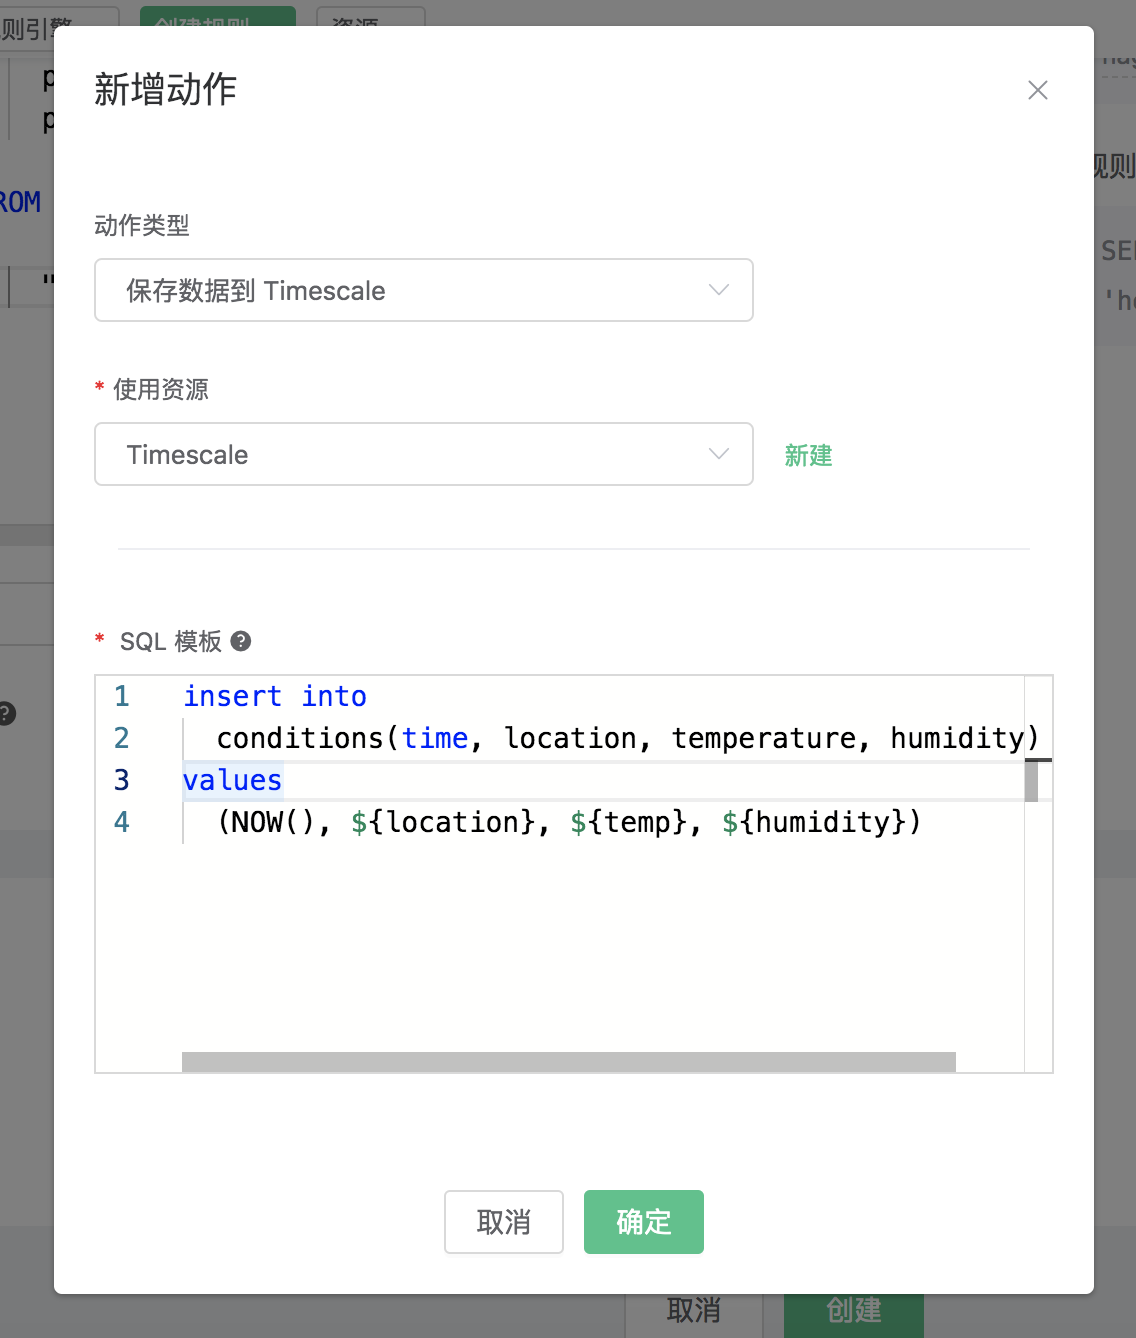 创建规则
资源
新增动作
规则
ROM
动作类型
保存数据到 Timescale
* 使用资源
Timescale
新建
* SQL 模板
1 insert into
2 conditions(time, location, temperature, humidity)
3 values
4 (NOW(), ${location}, ${temp}, ${humidity})
取消
确定
取消
创建